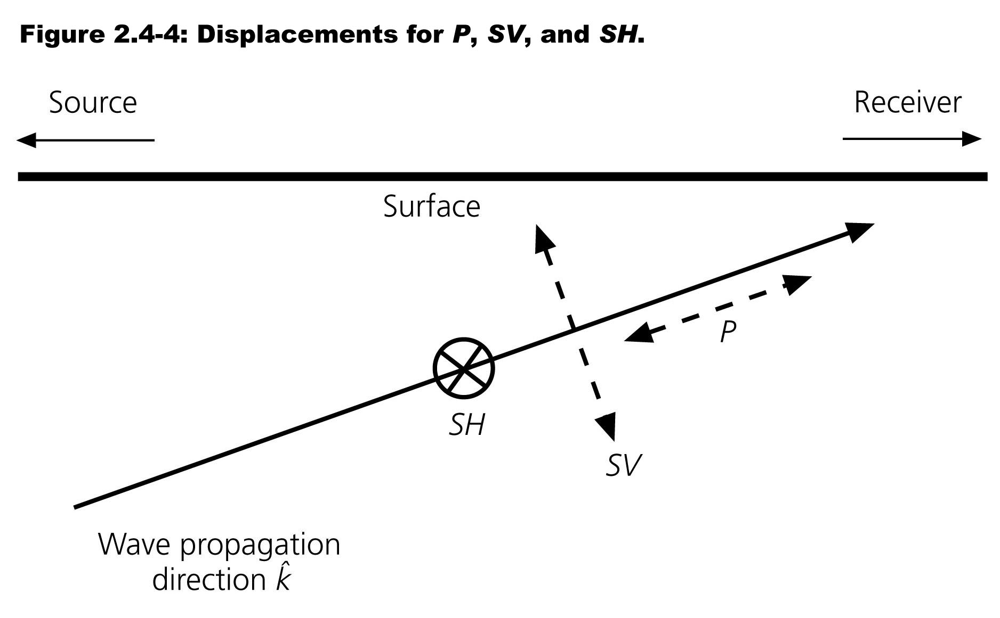 Figure 2.4-4: Displacements for P, SV, and SH.
Source
Receiver
Surface
P
SH
SV
Wave propagation
direction k̂